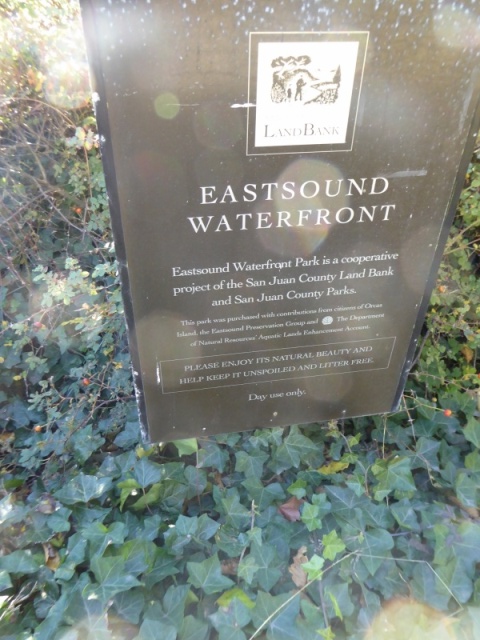 LANDBANK
EASTSOUND
WATERFRONT
Eastsound Waterfront Park is a cooperative
project of the San Juan County Land Bank
and San Juan County Parks.
This park was purchased with contributions from citizens of Orcas
Island, the Eastsound Preservation Group and The Department
of Natural Resources' Aquatic Lands Enhancement Account.
PLEASE ENJOY ITS NATURAL BEAUTY AND
HELP KEEP IT UNSPOILED AND LITTER FREE
Day use only.